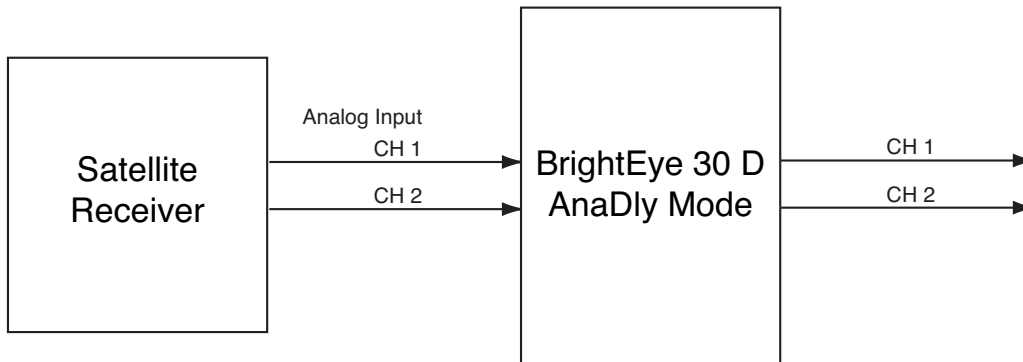 Satellite
Receiver
Analog Input
CH 1
CH 2
BrightEye 30 D
AnaDly Mode
CH 1
CH 2